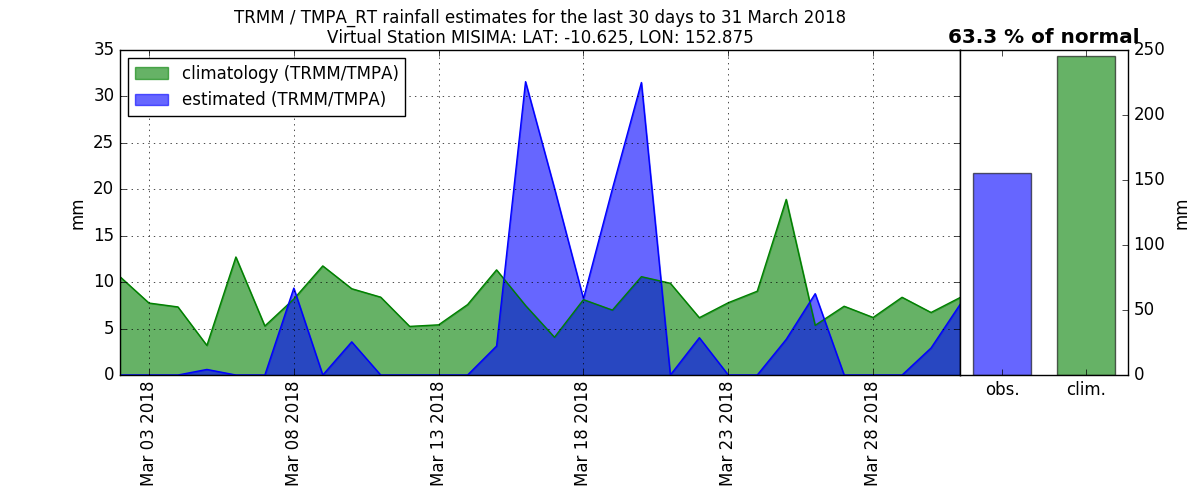 TRMM / TMPA_RT rainfall estimates for the last 30 days to 31 March 2018
Virtual Station MISIMA: LAT: -10.625, LON: 152.875
63.3 % of normal
climatology (TRMM/TMPA)
estimated (TRMM/TMPA)
35
30
25
20
15
10
5
0
mm
Mar 03 2018
Mar 08 2018
Mar 13 2018
Mar 18 2018
Mar 23 2018
Mar 28 2018
250
200
150
100
50
0
mm
obs.
clim.